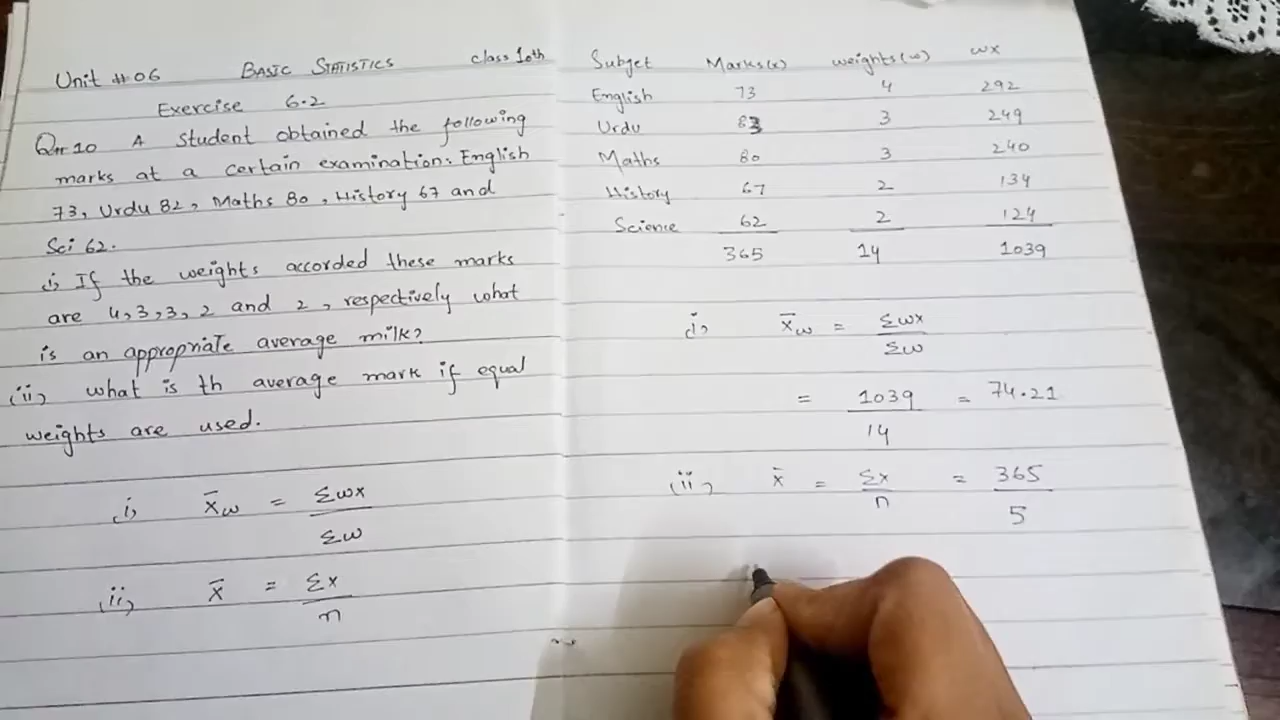 Unit # 06 BASIC STATISTICS class 10th
Exercise 6.2
Q# 10 A student obtained the following
marks at a certain examination: English
73, Urdu 82, Maths 80, History 67 and
Sci 62.
i, If the weights accorded these marks
are 4,3,3,2 and 2, respectively what
is an appropriate average milk?
(ii) what is th average mark if equal
weights are used.
i) x̄w = Σwx / Σw
(ii) x̄ = Σx / n
Subjet Marks(x) weights(w) wx
English 73 4 292
Urdu 83 3 249
Maths 80 3 240
History 67 2 134
Science 62 2 124
365 14 1039
i) x̄w = Σwx / Σw
= 1039 / 14 = 74.21
(ii) x̄ = Σx / n = 365 / 5